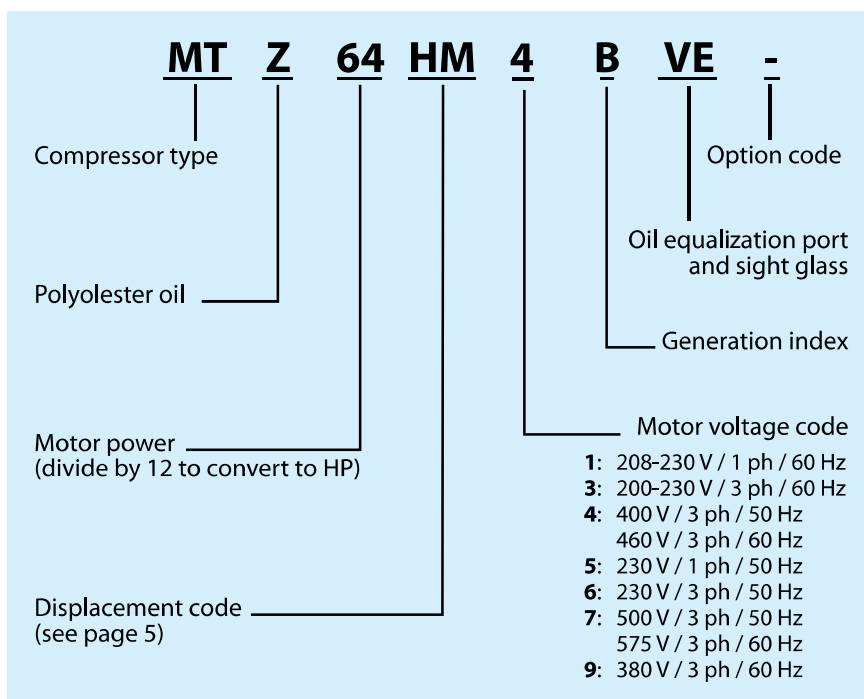 MT Z 64 HM 4 B VE -
Compressor type
Option code
Oil equalization port
and sight glass
Polyolester oil
Generation index
Motor power
(divide by 12 to convert to HP)
Motor voltage code
1: 208-230 V / 1 ph / 60 Hz
3: 200-230 V / 3 ph / 60 Hz
4: 400 V / 3 ph / 50 Hz
460 V / 3 ph / 60 Hz
5: 230 V / 1 ph / 50 Hz
6: 230 V / 3 ph / 50 Hz
7: 500 V / 3 ph / 50 Hz
575 V / 3 ph / 60 Hz
9: 380 V / 3 ph / 60 Hz
Displacement code
(see page 5)